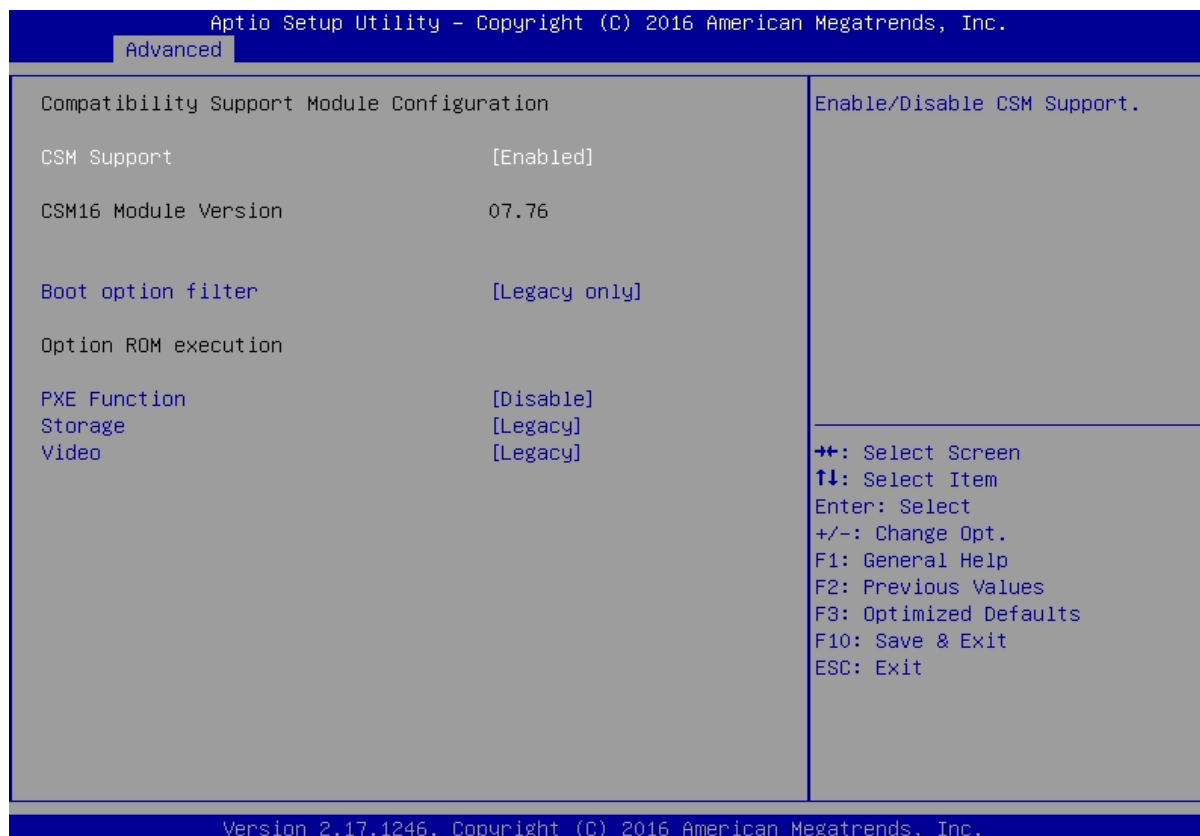 Aptio Setup Utility – Copyright (C) 2016 American Megatrends, Inc.
Advanced
Compatibility Support Module Configuration
CSM Support [Enabled]
CSM16 Module Version 07.76
Boot option filter [Legacy only]
Option ROM execution
PXE Function [Disable]
Storage [Legacy]
Video [Legacy]
Enable/Disable CSM Support.
→←: Select Screen
↑↓: Select Item
Enter: Select
+/-: Change Opt.
F1: General Help
F2: Previous Values
F3: Optimized Defaults
F10: Save & Exit
ESC: Exit
Version 2.17.1246. Copyright (C) 2016 American Megatrends, Inc.